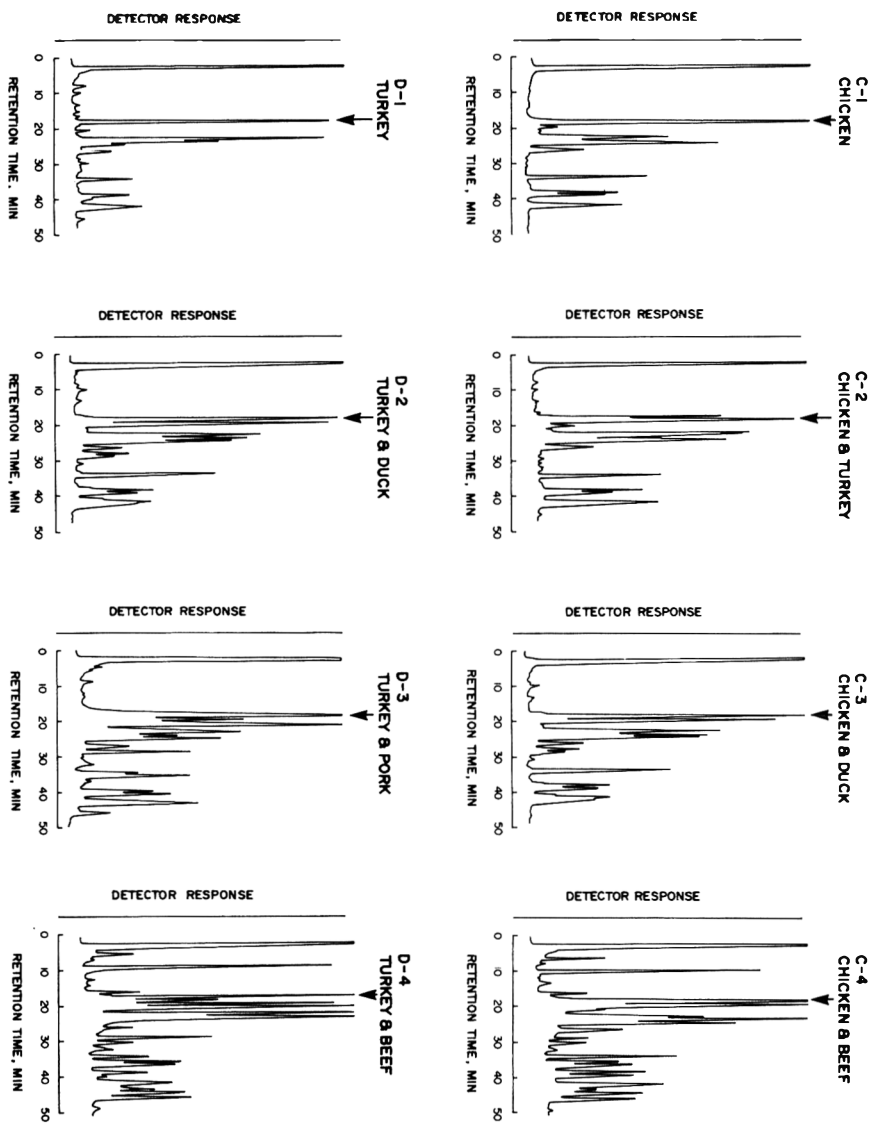 C-1
CHICKEN
DETECTOR RESPONSE
0 10 20 30 40 50
RETENTION TIME, MIN
C-2
CHICKEN & TURKEY
DETECTOR RESPONSE
0 10 20 30 40 50
RETENTION TIME, MIN
C-3
CHICKEN & DUCK
DETECTOR RESPONSE
0 10 20 30 40 50
RETENTION TIME, MIN
C-4
CHICKEN & BEEF
DETECTOR RESPONSE
0 10 20 30 40 50
RETENTION TIME, MIN
D-1
TURKEY
DETECTOR RESPONSE
0 10 20 30 40 50
RETENTION TIME, MIN
D-2
TURKEY & DUCK
DETECTOR RESPONSE
0 10 20 30 40 50
RETENTION TIME, MIN
D-3
TURKEY & PORK
DETECTOR RESPONSE
0 10 20 30 40 50
RETENTION TIME, MIN
D-4
TURKEY & BEEF
DETECTOR RESPONSE
0 10 20 30 40 50
RETENTION TIME, MIN